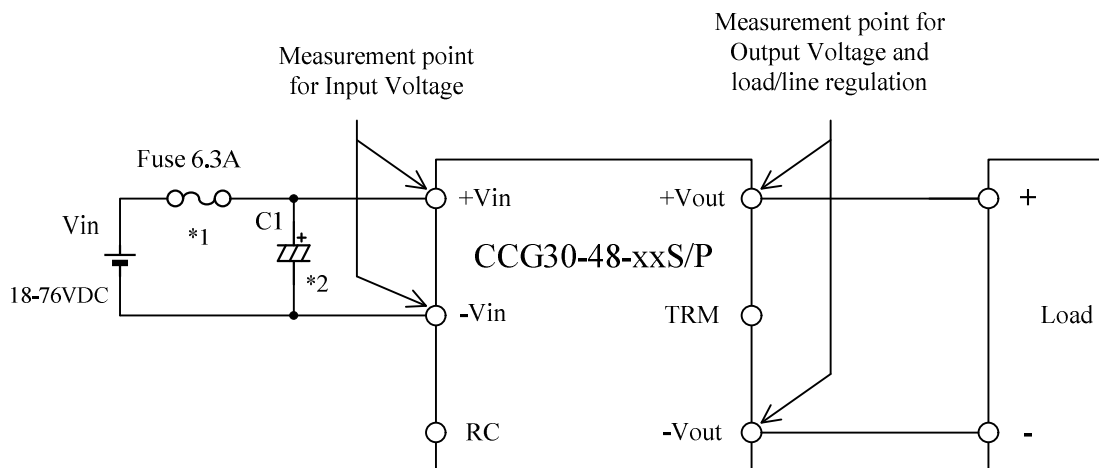 Measurement point for
Output Voltage and
load/line regulation
Measurement point
for Input Voltage
Fuse 6.3A
*1
Vin
18-76VDC
C1
+
*2
+Vin
-Vin
RC
CCG30-48-xxS/P
+Vout
TRM
-Vout
+
Load
-